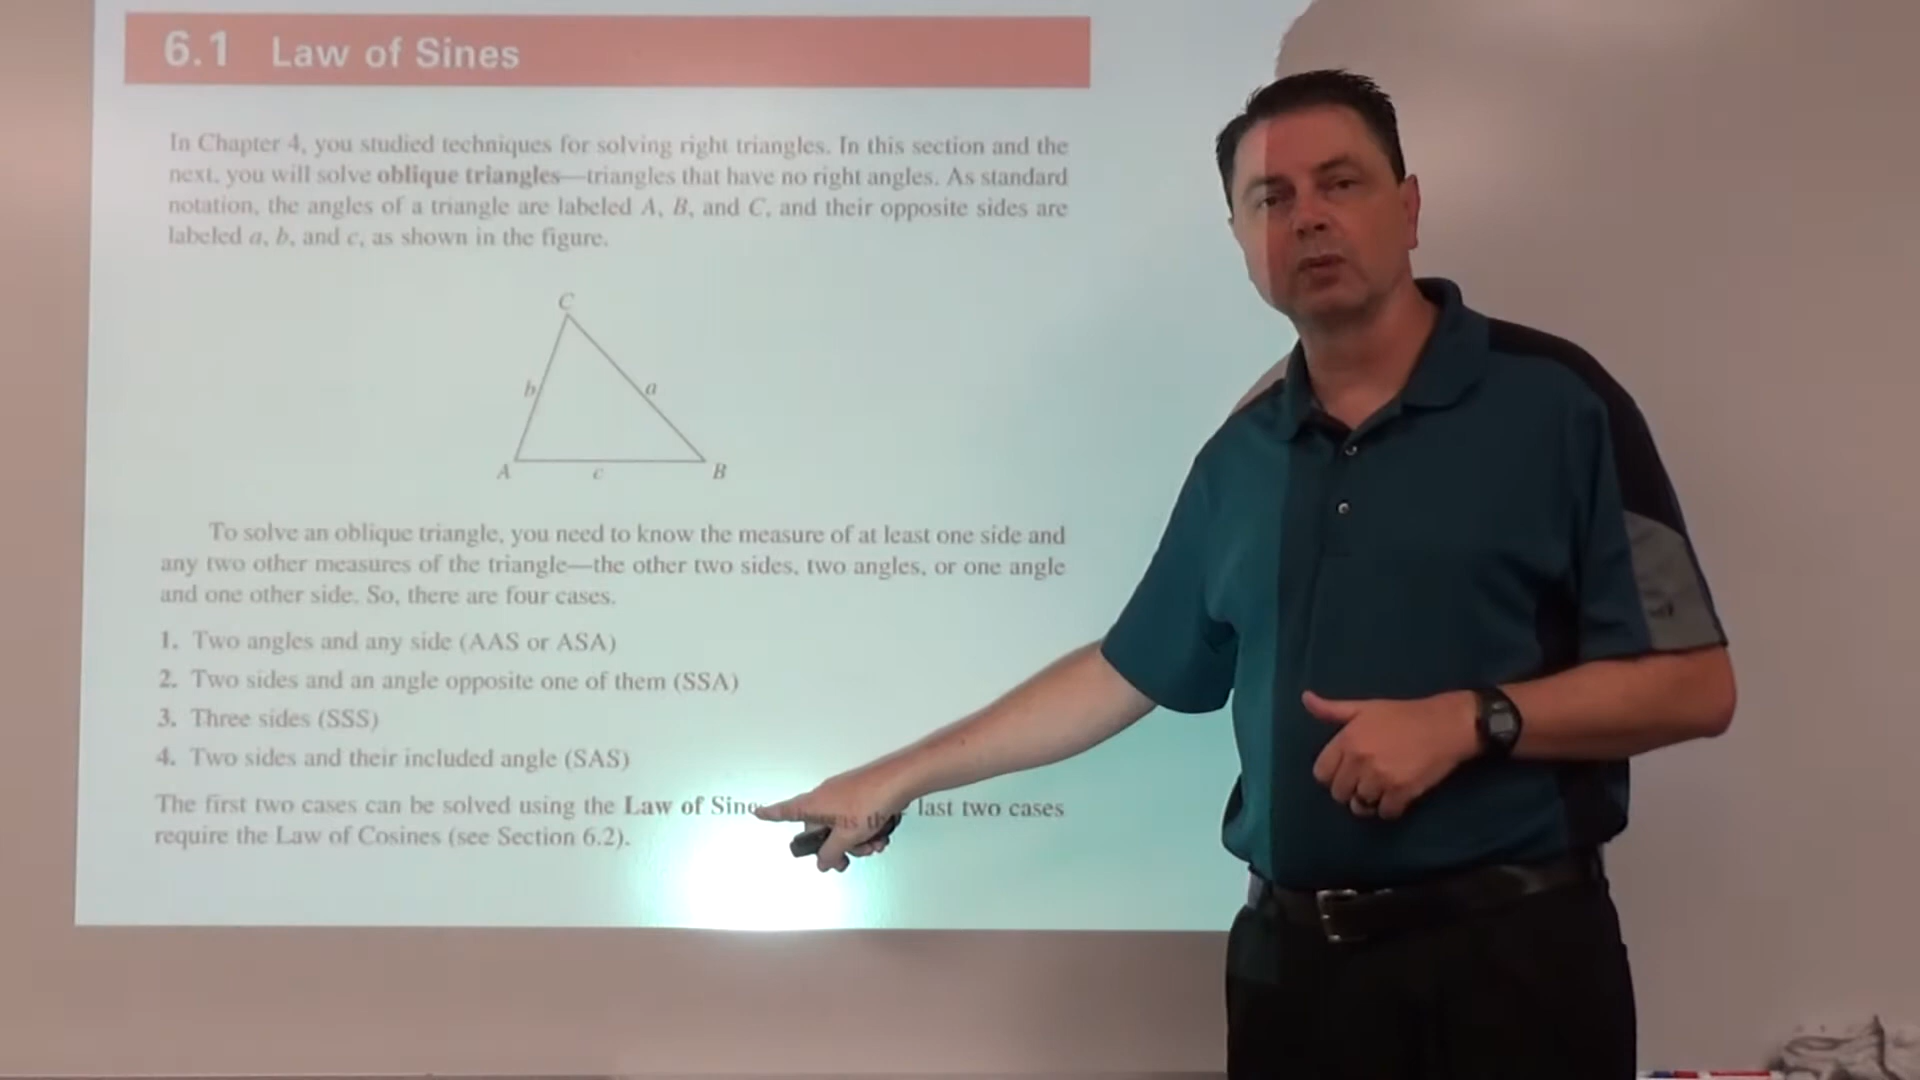 6.1 Law of Sines
In Chapter 4, you studied techniques for solving right triangles. In this section and the
next, you will solve oblique triangles—triangles that have no right angles. As standard
notation, the angles of a triangle are labeled A, B, and C, and their opposite sides are
labeled a, b, and c, as shown in the figure.
C
b a
A c B
To solve an oblique triangle, you need to know the measure of at least one side and
any two other measures of the triangle—the other two sides, two angles, or one angle
and one other side. So, there are four cases.
1. Two angles and any side (AAS or ASA)
2. Two sides and an angle opposite one of them (SSA)
3. Three sides (SSS)
4. Two sides and their included angle (SAS)
The first two cases can be solved using the Law of last two cases
require the Law of Cosines (see Section 6.2).